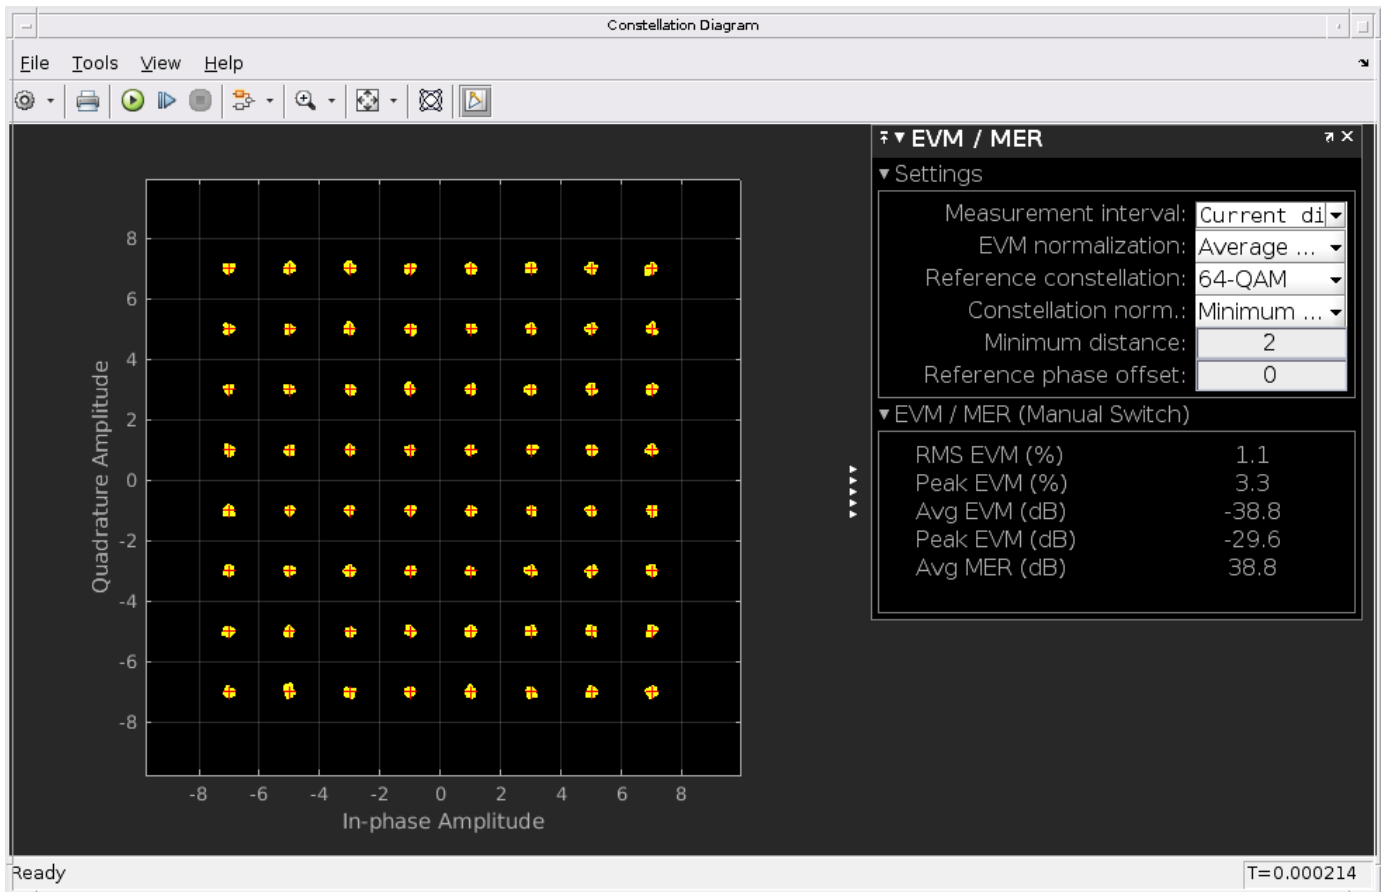 Constellation Diagram
File Tools View Help
EVM / MER
Settings
Measurement interval: Current di
EVM normalization: Average ...
Reference constellation: 64-QAM
Constellation norm.: Minimum ...
Minimum distance: 2
Reference phase offset: 0
EVM / MER (Manual Switch)
RMS EVM (%) 1.1
Peak EVM (%) 3.3
Avg EVM (dB) -38.8
Peak EVM (dB) -29.6
Avg MER (dB) 38.8
Quadrature Amplitude
8
6
4
2
0
-2
-4
-6
-8
-8 -6 -4 -2 0 2 4 6 8
In-phase Amplitude
Ready T=0.000214